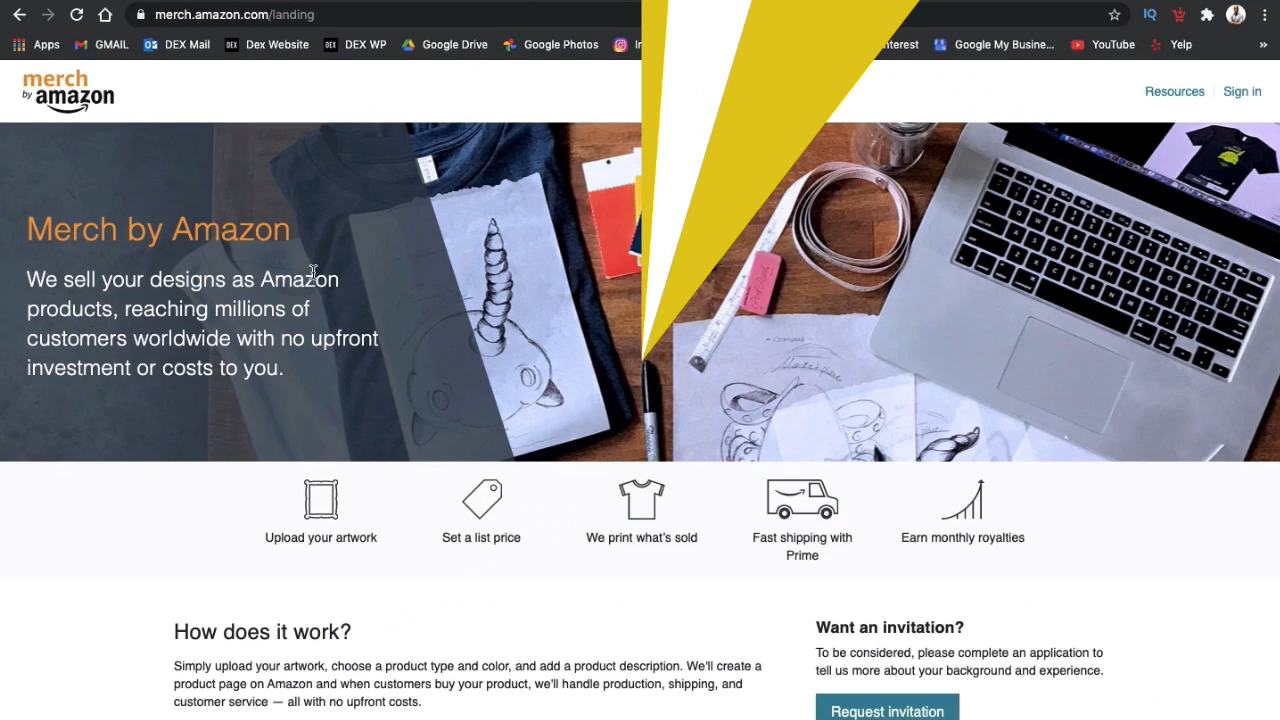 merch.amazon.com/landing
Apps GMAIL DEX Mail Dex Website DEX WP Google Drive Google Photos Google My Busine... YouTube Yelp »
merch
by amazon
Resources Sign in
Merch by Amazon
We sell your designs as Amazon
products, reaching millions of
customers worldwide with no upfront
investment or costs to you.
Upload your artwork
Set a list price
We print what's sold
Fast shipping with
Prime
Earn monthly royalties
How does it work?
Simply upload your artwork, choose a product type and color, and add a product description. We'll create a
product page on Amazon and when customers buy your product, we'll handle production, shipping, and
customer service — all with no upfront costs.
Want an invitation?
To be considered, please complete an application to
tell us more about your background and experience.
Request invitation